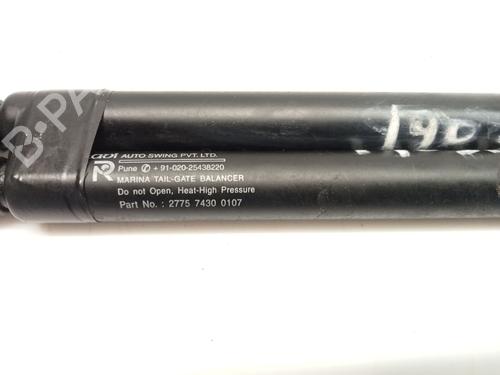 AUTO SWING PVT. LTD.
R Pune ✆ + 91-020-25438220
MARINA TAIL-GATE BALANCER
Do not Open, Heat-High Pressure
Part No. : 2775 7430 0107
B-PA